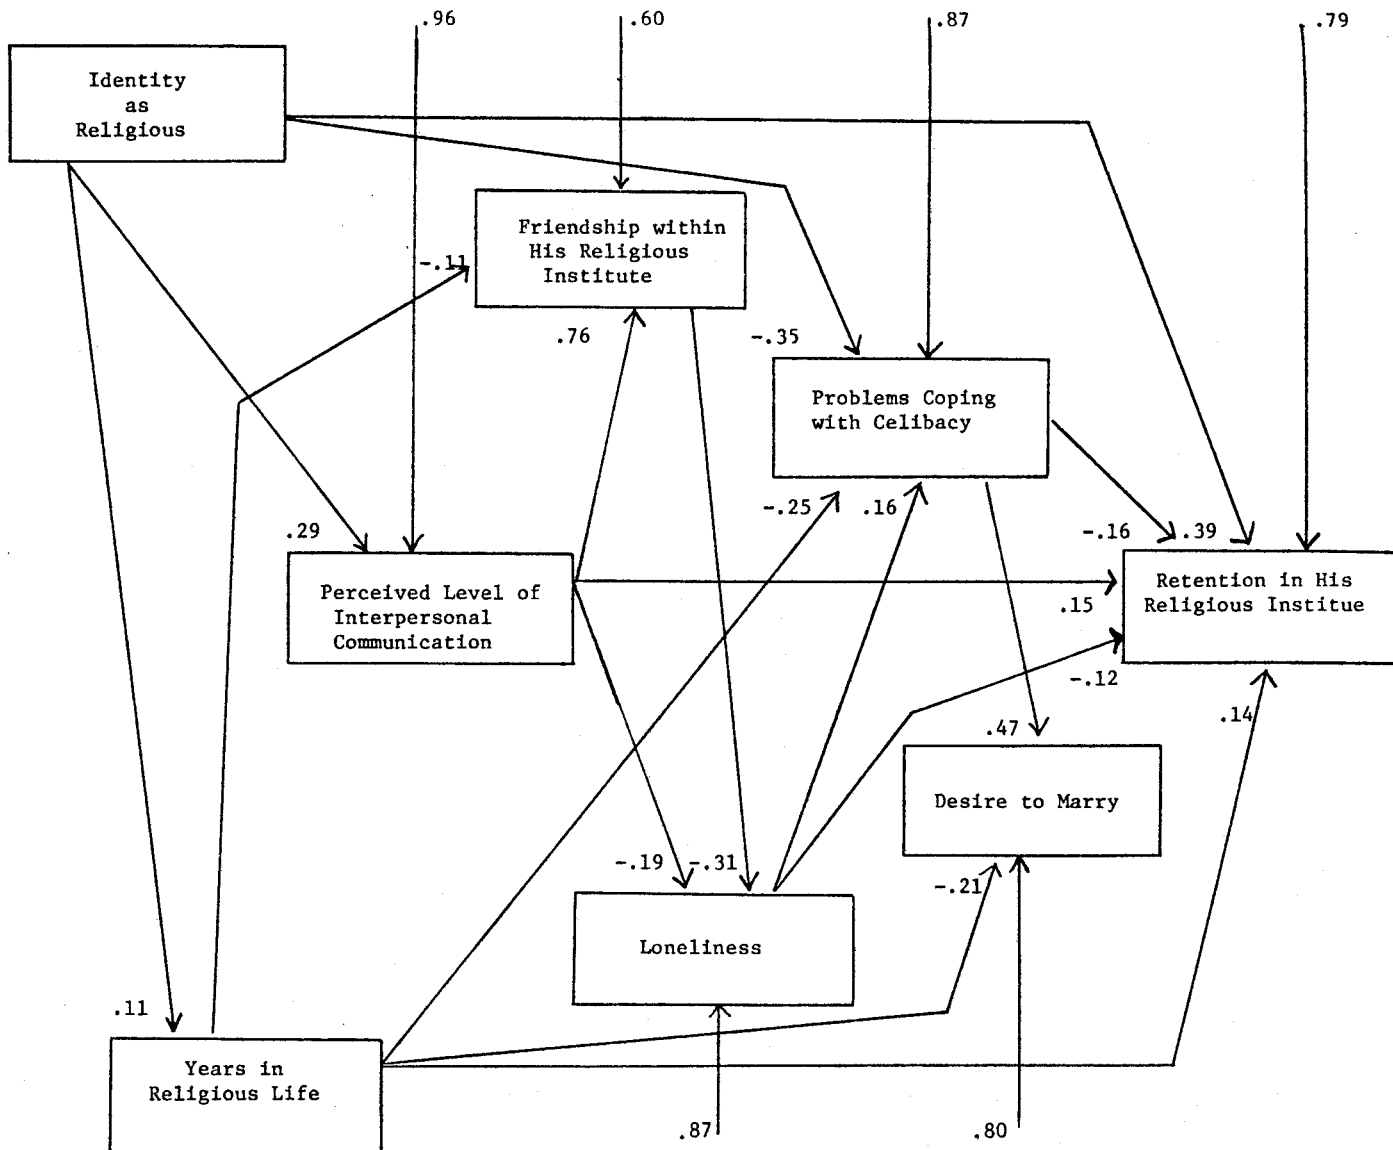 .96
.60
.87
.79
Identity
as
Religious
Friendship within
His Religious
Institute
-.11
.76
-.35
Problems Coping
with Celibacy
-.25
.16
.29
-.16
.39
Perceived Level of
Interpersonal
Communication
Retention in His
Religious Institue
.15
-.12
.14
.47
Desire to Marry
-.19
-.31
-.21
Loneliness
.11
Years in
Religious Life
.87
.80